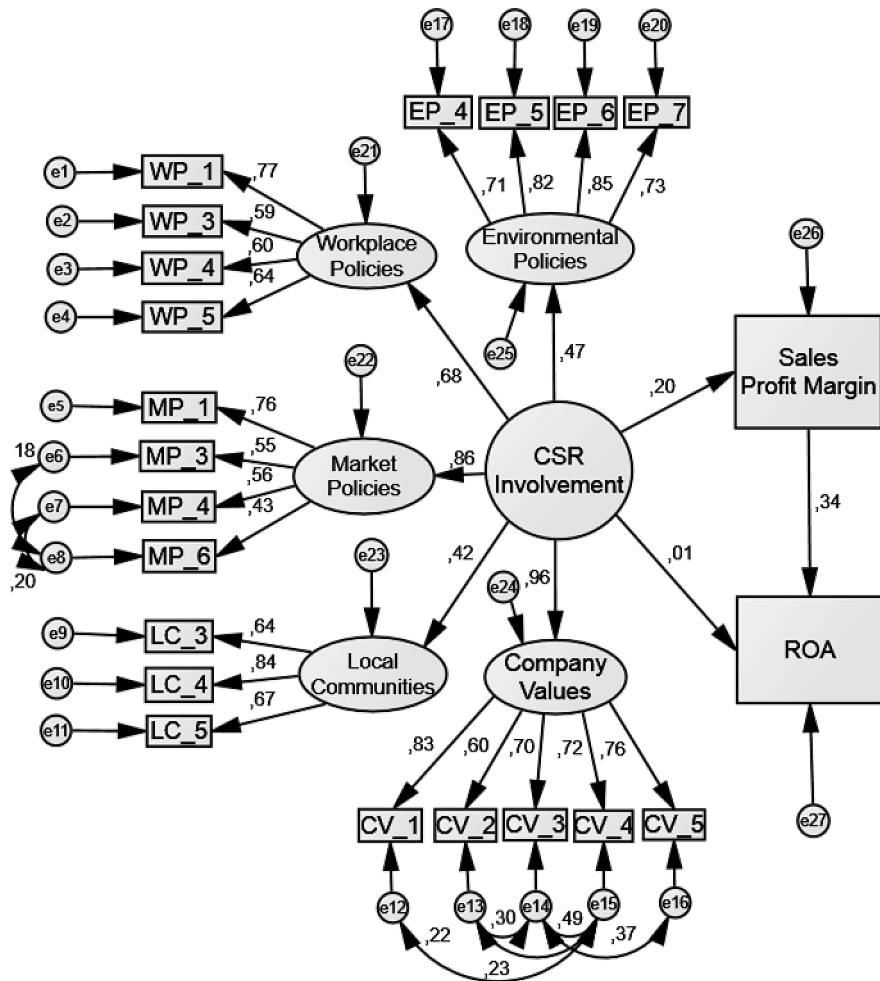 e17 e18 e19 e20
EP_4 EP_5 EP_6 EP_7
,71 ,82 ,85 ,73
Environmental
Policies
e25
,47
e21
e1 WP_1 ,77
e2 WP_3 ,59
e3 WP_4 ,60
e4 WP_5 ,64
Workplace
Policies
,68
e22
e5 MP_1 ,76
18 e6 MP_3 ,55
e7 MP_4 ,56
e8 MP_6 ,43
,20
Market
Policies
,86
CSR
Involvement
e26
,20
Sales
Profit Margin
,34
,01
ROA
e27
e23
,42
e9 LC_3 ,64
e10 LC_4 ,84
e11 LC_5 ,67
Local
Communities
e24 ,96
Company
Values
,83 ,60 ,70 ,72 ,76
CV_1 CV_2 CV_3 CV_4 CV_5
e12 e13 e14 e15 e16
,22 ,30 ,49 ,37
,23